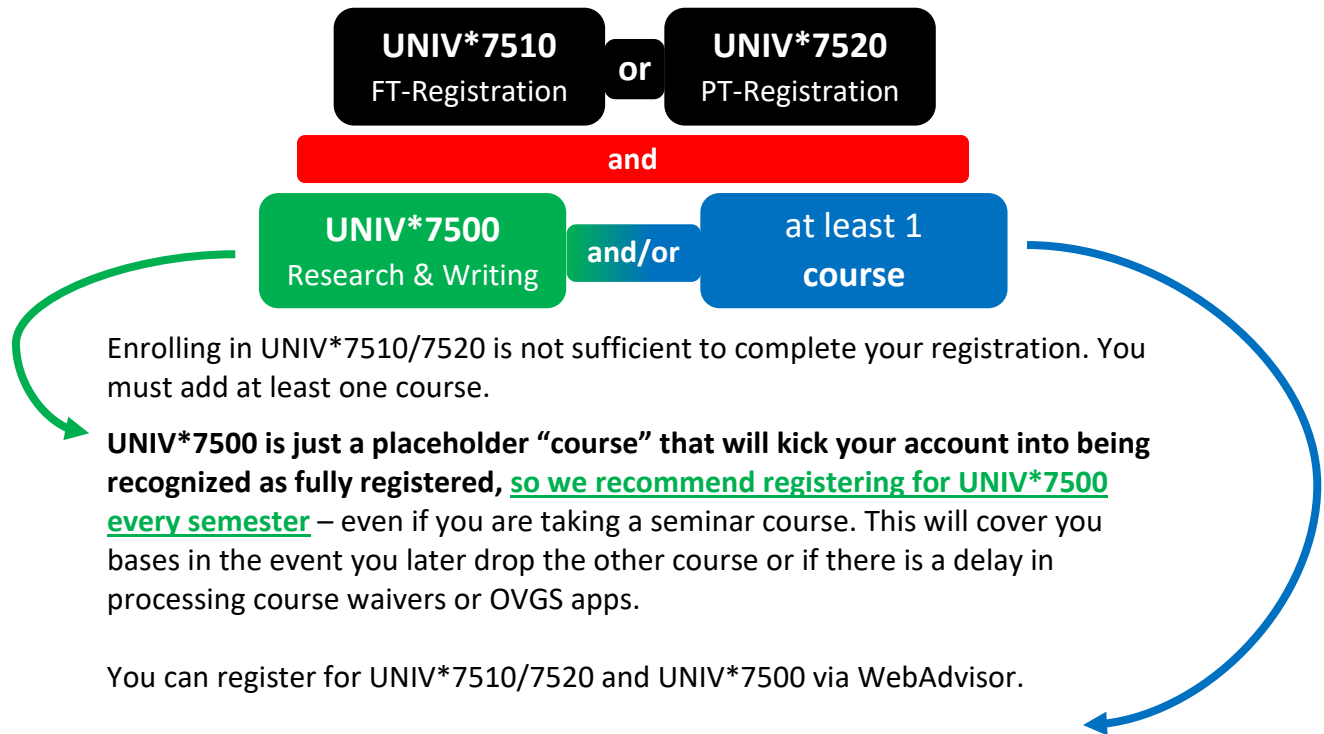 UNIV*7510
FT-Registration
or
UNIV*7520
PT-Registration
and
UNIV*7500
Research & Writing
and/or
at least 1
course
Enrolling in UNIV*7510/7520 is not sufficient to complete your registration. You
must add at least one course.
UNIV*7500 is just a placeholder “course” that will kick your account into being
recognized as fully registered, so we recommend registering for UNIV*7500
every semester – even if you are taking a seminar course. This will cover you
bases in the event you later drop the other course or if there is a delay in
processing course waivers or OVGS apps.
You can register for UNIV*7510/7520 and UNIV*7500 via WebAdvisor.